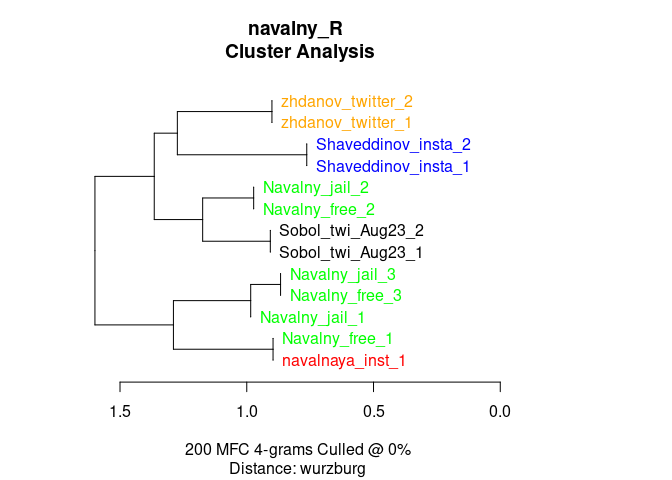 navalny_R
Cluster Analysis
zhdanov_twitter_2
zhdanov_twitter_1
Shaveddinov_insta_2
Shaveddinov_insta_1
Navalny_jail_2
Navalny_free_2
Sobol_twi_Aug23_2
Sobol_twi_Aug23_1
Navalny_jail_3
Navalny_free_3
Navalny_jail_1
Navalny_free_1
navalnaya_inst_1
1.5 1.0 0.5 0.0
200 MFC 4-grams Culled @ 0%
Distance: wurzburg